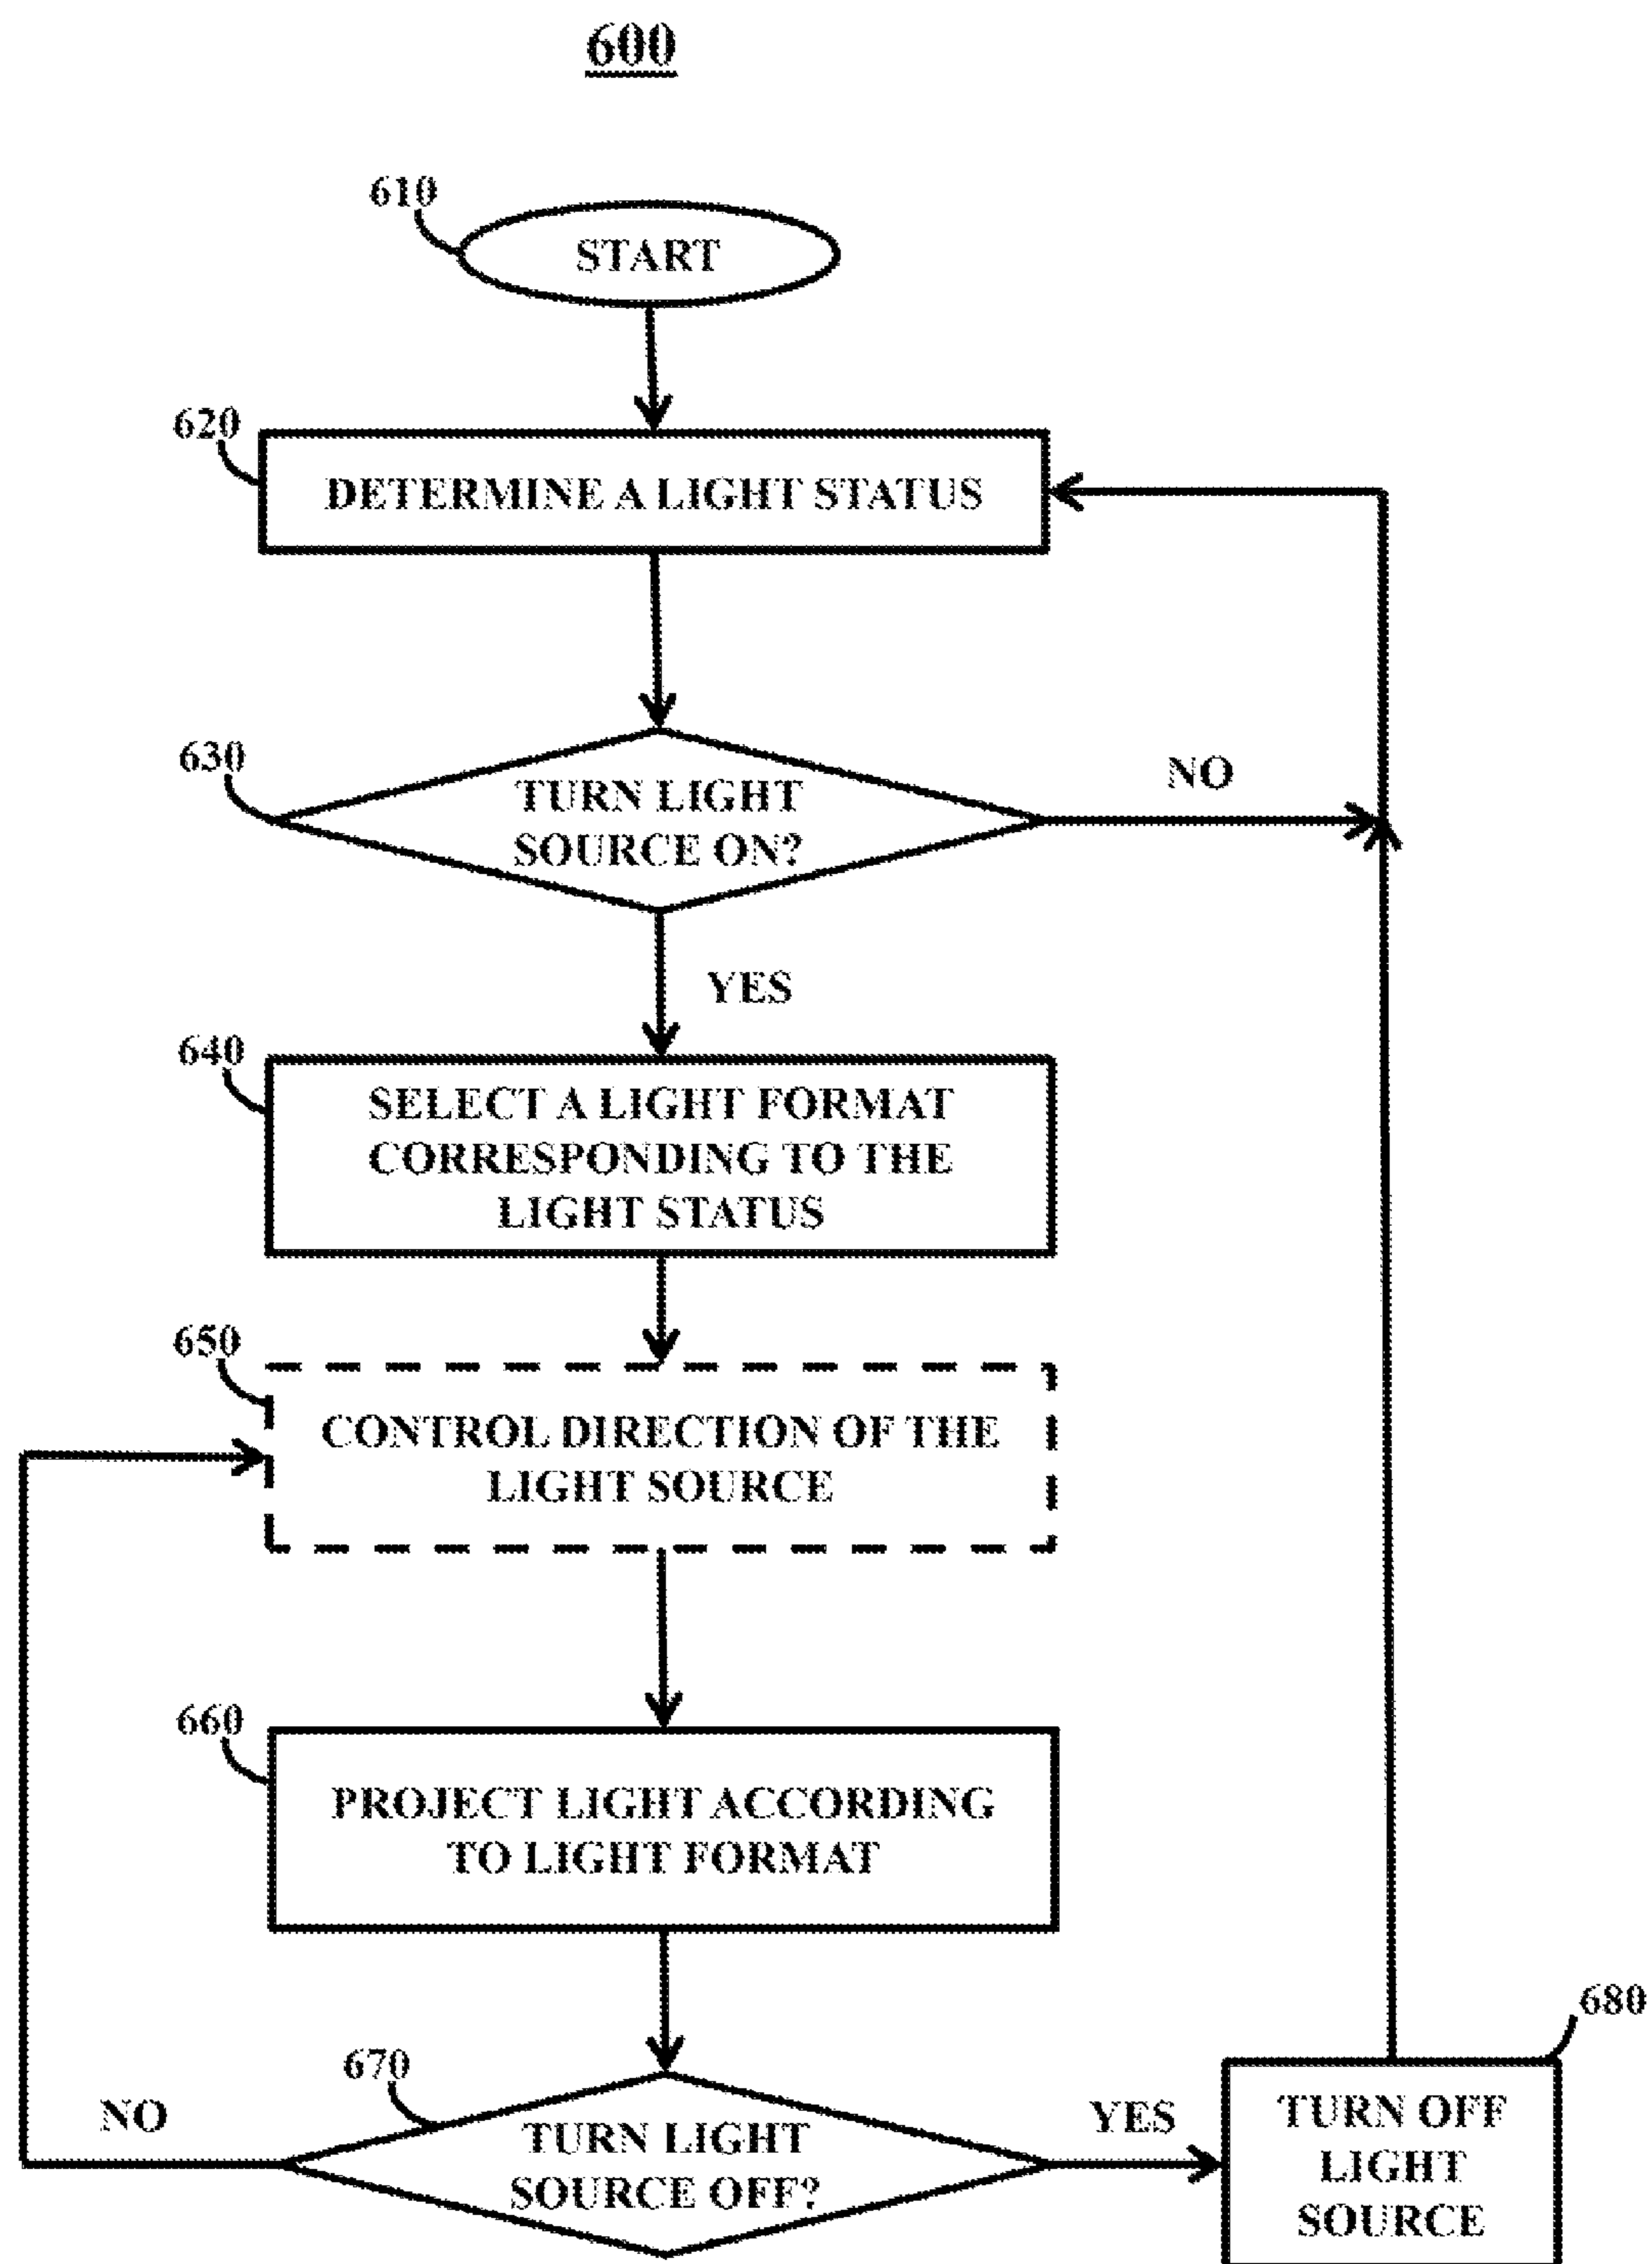 600
610
START
620
DETERMINE A LIGHT STATUS
630
TURN LIGHT
SOURCE ON?
NO
YES
640
SELECT A LIGHT FORMAT
CORRESPONDING TO THE
LIGHT STATUS
650
CONTROL DIRECTION OF THE
LIGHT SOURCE
660
PROJECT LIGHT ACCORDING
TO LIGHT FORMAT
670
NO
TURN LIGHT
SOURCE OFF?
YES
680
TURN OFF
LIGHT
SOURCE